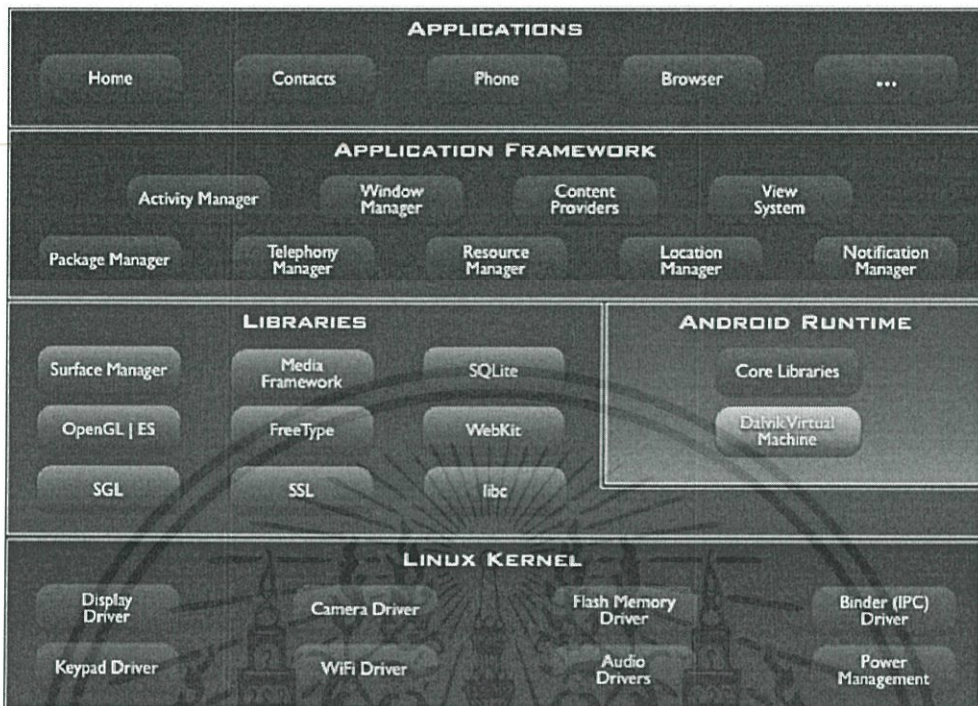 APPLICATIONS
Home
Contacts
Phone
Browser
...
APPLICATION FRAMEWORK
Activity Manager
Window
Manager
Content
Providers
View
System
Package Manager
Telephony
Manager
Resource
Manager
Location
Manager
Notification
Manager
LIBRARIES
Surface Manager
Media
Framework
SQLite
OpenGL | ES
FreeType
WebKit
SGL
SSL
libc
ANDROID RUNTIME
Core Libraries
Dalvik Virtual
Machine
LINUX KERNEL
Display
Driver
Camera Driver
Flash Memory
Driver
Binder (IPC)
Driver
Keypad Driver
WiFi Driver
Audio
Drivers
Power
Management